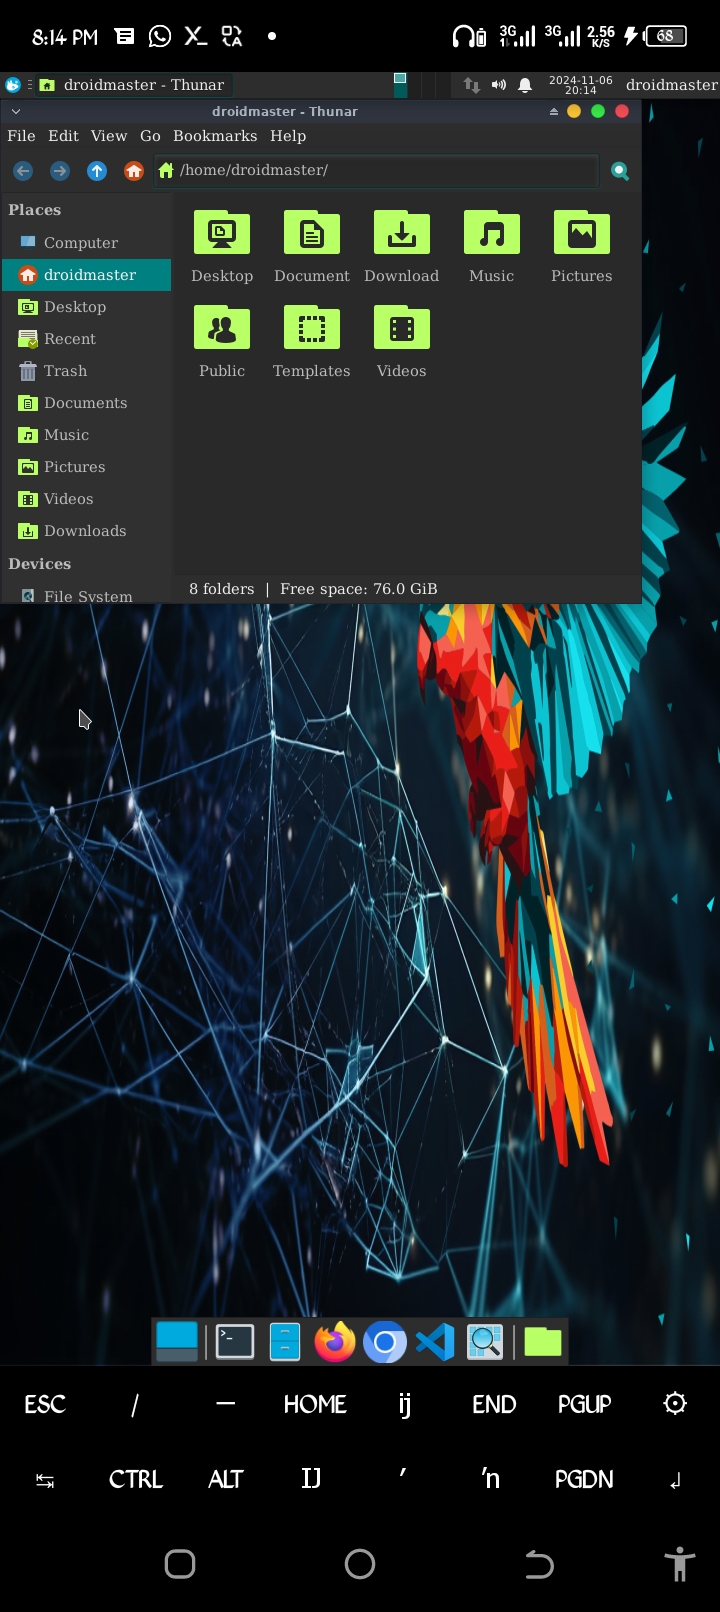 8:14 PM 3G 3G 2.56 K/S 68
droidmaster - Thunar 2024-11-06 20:14 droidmaster
droidmaster - Thunar
File Edit View Go Bookmarks Help
/home/droidmaster/
Places
Computer
droidmaster
Desktop
Recent
Trash
Documents
Music
Pictures
Videos
Downloads
Devices
File System
Desktop Document Download Music Pictures
Public Templates Videos
8 folders | Free space: 76.0 GiB
ESC / — HOME ij END PGUP
CTRL ALT IJ ′ ŉ PGDN